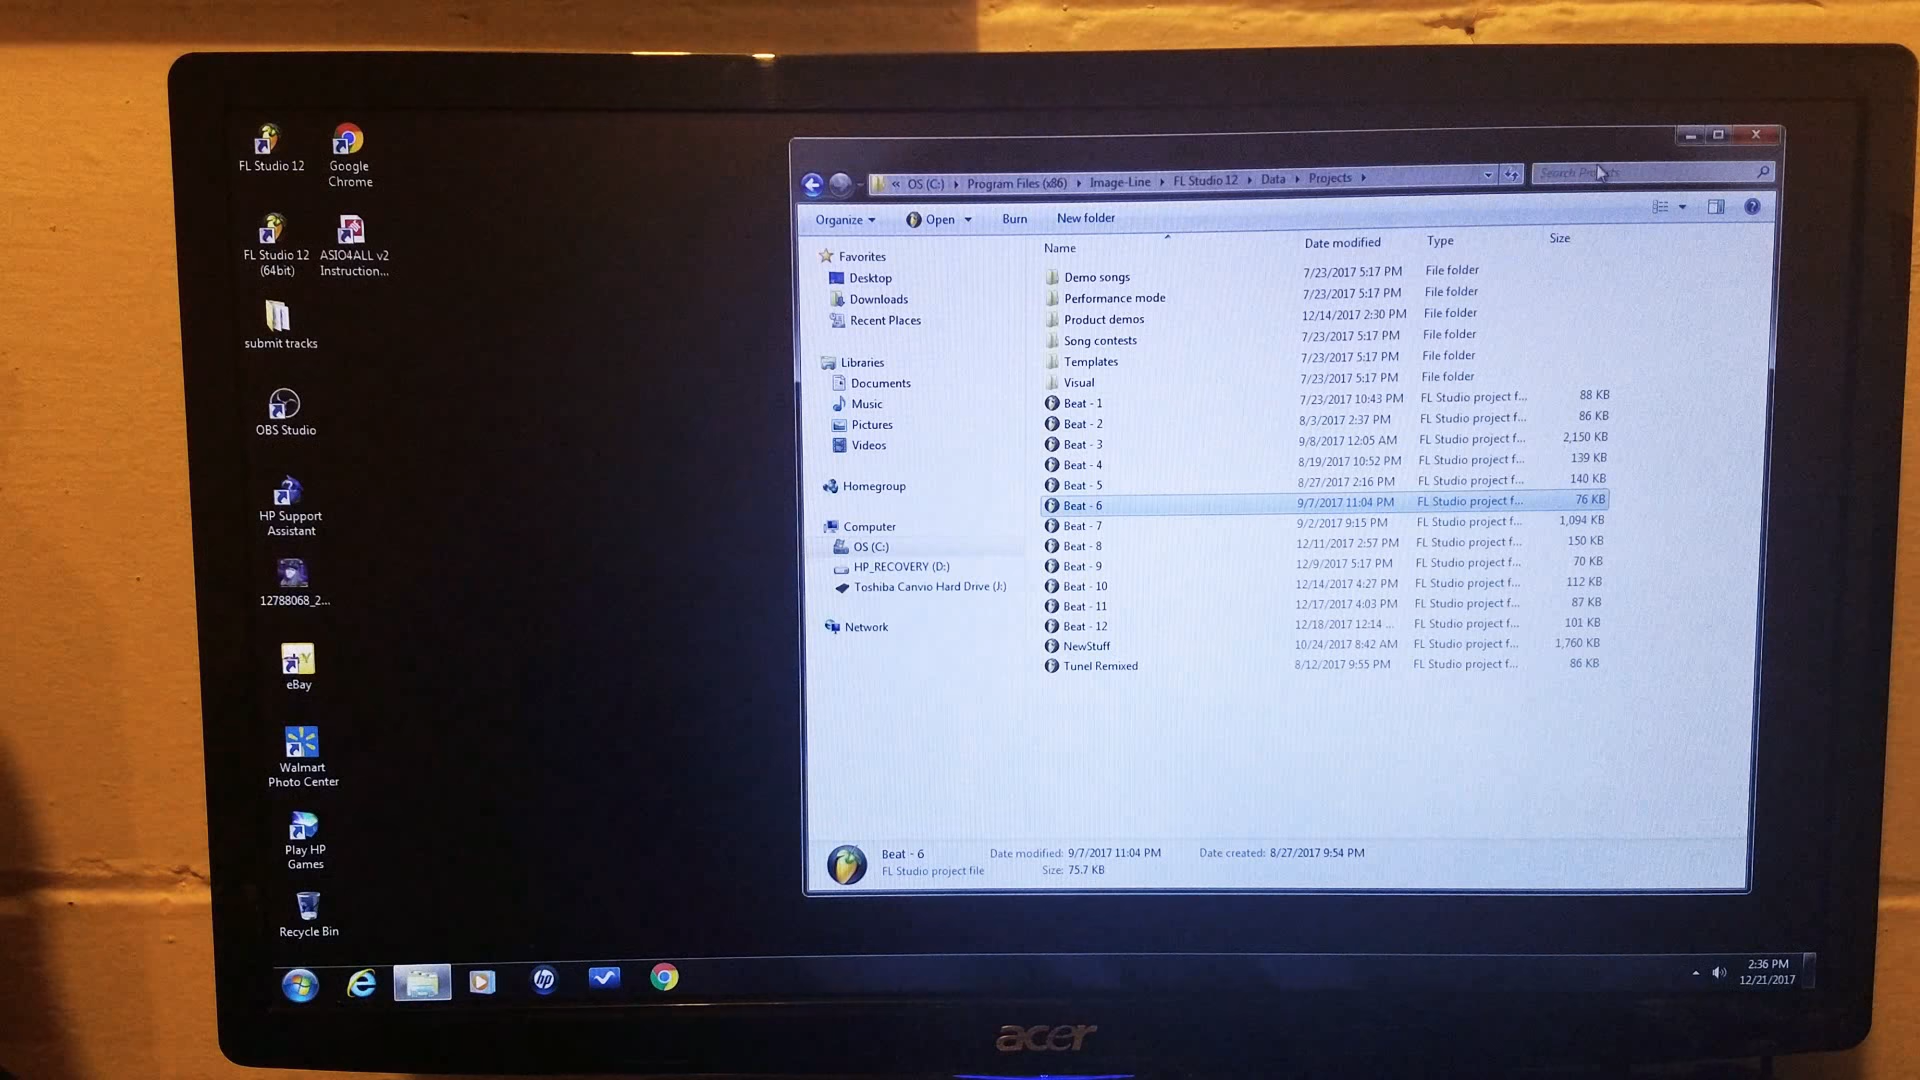 FL Studio 12
Google
Chrome
FL Studio 12
(64bit)
ASIO4ALL v2
Instruction...
submit tracks
OBS Studio
HP Support
Assistant
12788068_2...
eBay
Walmart
Photo Center
Play HP
Games
Recycle Bin
« OS (C:) Program Files (x86) Image-Line FL Studio 12 Data Projects
Search Projects
Organize Open Burn New folder
Favorites
Desktop
Downloads
Recent Places
Libraries
Documents
Music
Pictures
Videos
Homegroup
Computer
OS (C:)
HP_RECOVERY (D:)
Toshiba Canvio Hard Drive (J:)
Network
Name Date modified Type Size
Demo songs 7/23/2017 5:17 PM File folder
Performance mode 7/23/2017 5:17 PM File folder
Product demos 12/14/2017 2:30 PM File folder
Song contests 7/23/2017 5:17 PM File folder
Templates 7/23/2017 5:17 PM File folder
Visual 7/23/2017 5:17 PM File folder
Beat - 1 7/23/2017 10:43 PM FL Studio project f... 88 KB
Beat - 2 8/3/2017 2:37 PM FL Studio project f... 86 KB
Beat - 3 9/8/2017 12:05 AM FL Studio project f... 2,150 KB
Beat - 4 8/19/2017 10:52 PM FL Studio project f... 139 KB
Beat - 5 8/27/2017 2:16 PM FL Studio project f... 140 KB
Beat - 6 9/7/2017 11:04 PM FL Studio project f... 76 KB
Beat - 7 9/2/2017 9:15 PM FL Studio project f... 1,094 KB
Beat - 8 12/11/2017 2:57 PM FL Studio project f... 150 KB
Beat - 9 12/9/2017 5:17 PM FL Studio project f... 70 KB
Beat - 10 12/14/2017 4:27 PM FL Studio project f... 112 KB
Beat - 11 12/17/2017 4:03 PM FL Studio project f... 87 KB
Beat - 12 12/18/2017 12:14 ... FL Studio project f... 101 KB
NewStuff 10/24/2017 8:42 AM FL Studio project f... 1,760 KB
Tunel Remixed 8/12/2017 9:55 PM FL Studio project f... 86 KB
Beat - 6 Date modified: 9/7/2017 11:04 PM Date created: 8/27/2017 9:54 PM
FL Studio project file Size: 75.7 KB
hp
2:36 PM
12/21/2017
acer